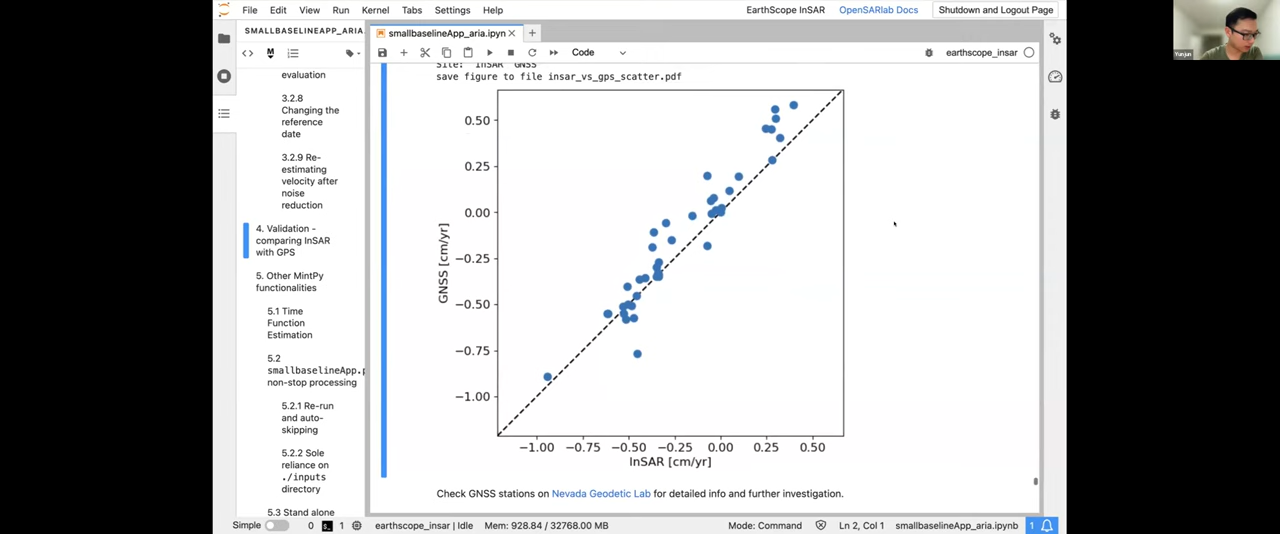 File Edit View Run Kernel Tabs Settings Help
EarthScope InSAR OpenSARlab Docs Shutdown and Logout Page
Yunjun
SMALLBASELINEAPP_ARIA.I
evaluation
3.2.8
Changing the
reference
date
3.2.9 Re-
estimating
velocity after
noise
reduction
4. Validation -
comparing InSAR
with GPS
5. Other MintPy
functionalities
5.1 Time
Function
Estimation
5.2
smallbaselineApp.p
non-stop processing
5.2.1 Re-run
and auto-
skipping
5.2.2 Sole
reliance on
./inputs
directory
5.3 Stand alone
smallbaselineApp_aria.ipyn
Code
earthscope_insar
Site: InSAR GNSS
save figure to file insar_vs_gps_scatter.pdf
0.50
0.25
0.00
−0.25
−0.50
−0.75
−1.00
GNSS [cm/yr]
−1.00 −0.75 −0.50 −0.25 0.00 0.25 0.50
InSAR [cm/yr]
Check GNSS stations on Nevada Geodetic Lab for detailed info and further investigation.
Simple 0 $_ 1 earthscope_insar | Idle Mem: 928.84 / 32768.00 MB Mode: Command Ln 2, Col 1 smallbaselineApp_aria.ipynb 1